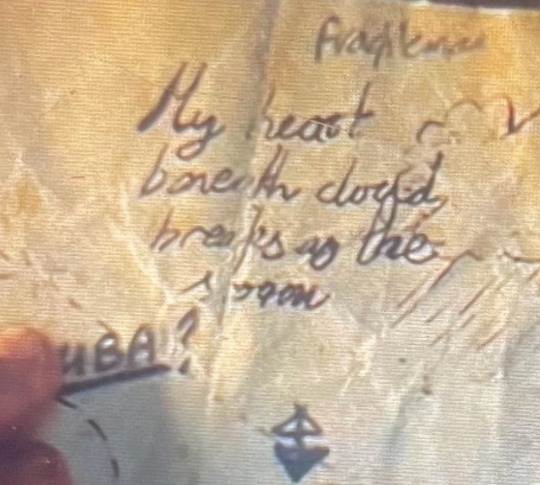 My heart
beneath cloud,
breaks as the
UBA?